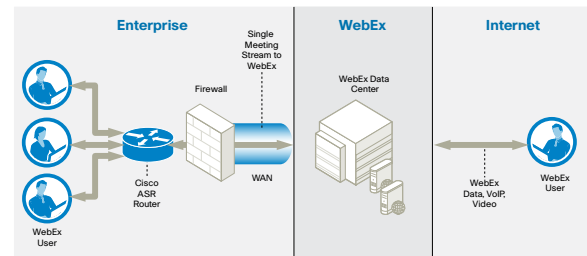 Enterprise
WebEx
Internet
Single
Meeting
Stream to
WebEx
Firewall
WebEx Data
Center
Cisco
ASR
Router
WAN
WebEx
User
WebEx
Data, VoIP,
Video
WebEx
User